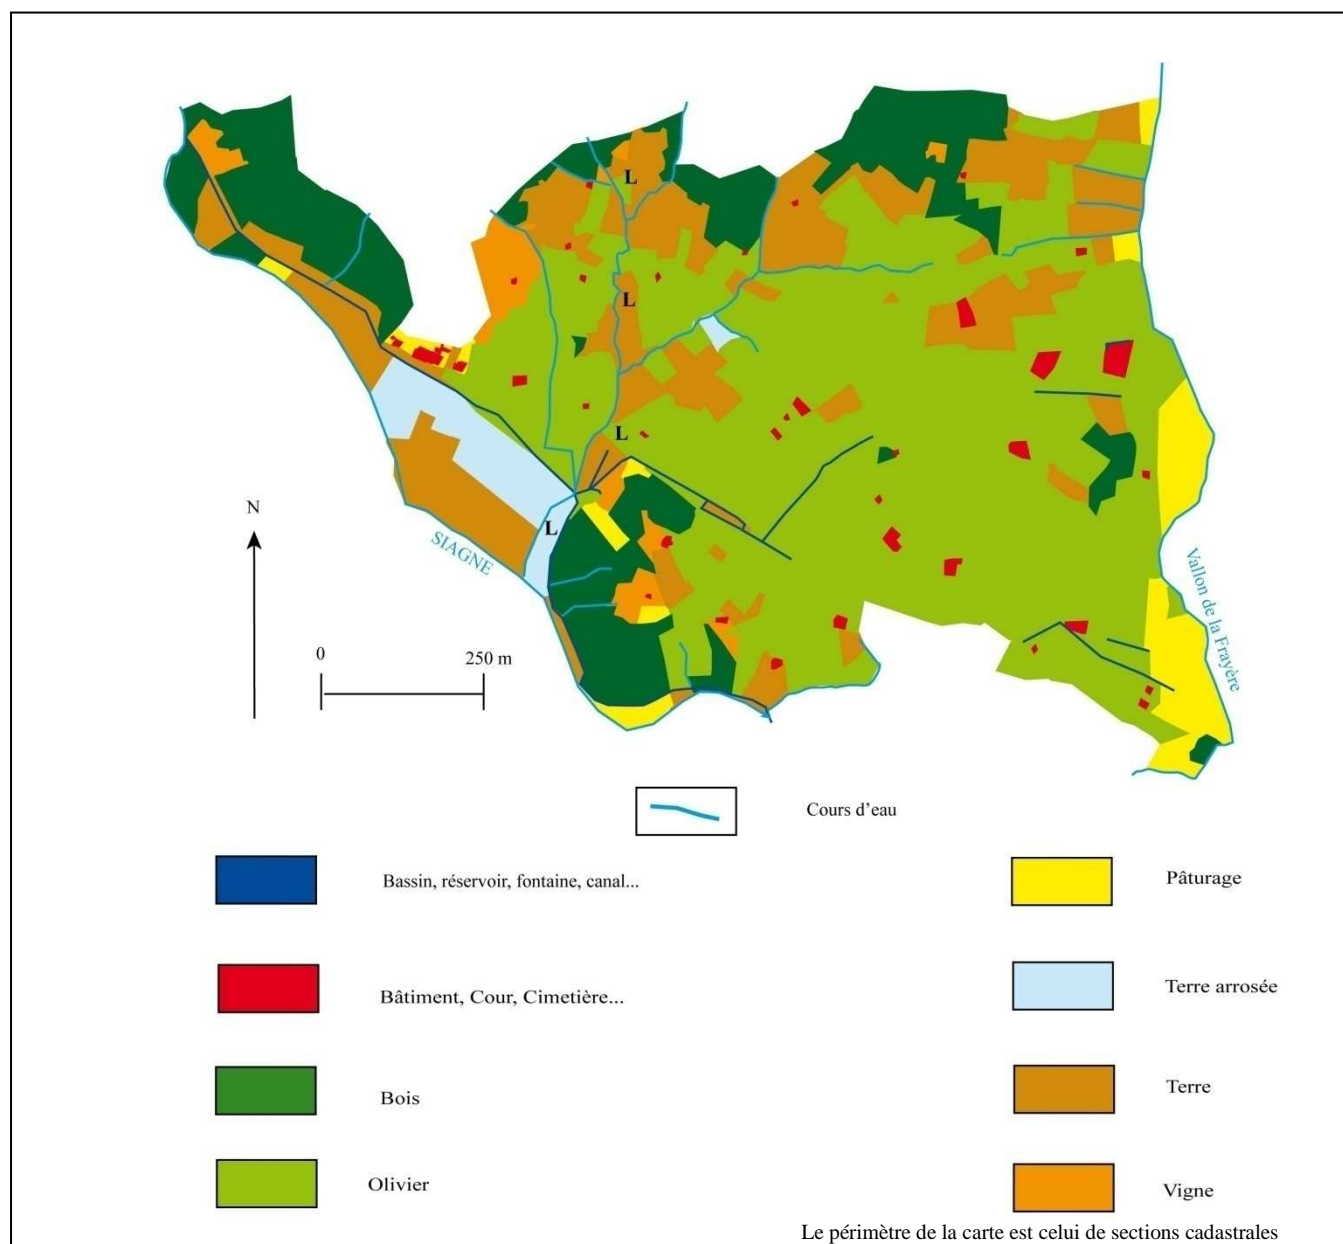 L
L
L
L
N
SIAGNE
0
250 m
Vallon de la Frayère
Cours d’eau
Bassin, réservoir, fontaine, canal...
Pâturage
Bâtiment, Cour, Cimetière...
Terre arrosée
Bois
Terre
Olivier
Vigne
Le périmètre de la carte est celui de sections cadastrales